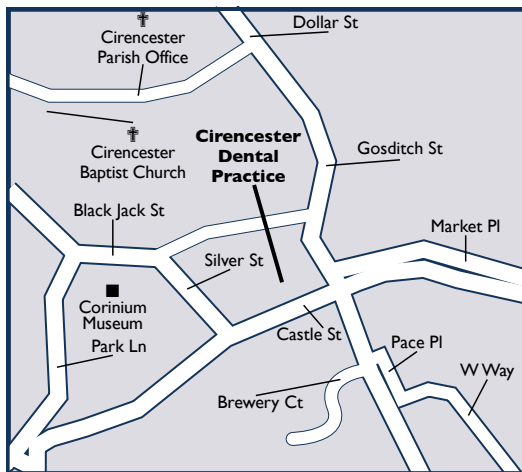 Dollar St
Cirencester
Parish Office
Cirencester
Baptist Church
Cirencester
Dental
Practice
Gosditch St
Black Jack St
Market Pl
Silver St
Corinium
Museum
Park Ln
Castle St
Pace Pl
W Way
Brewery Ct